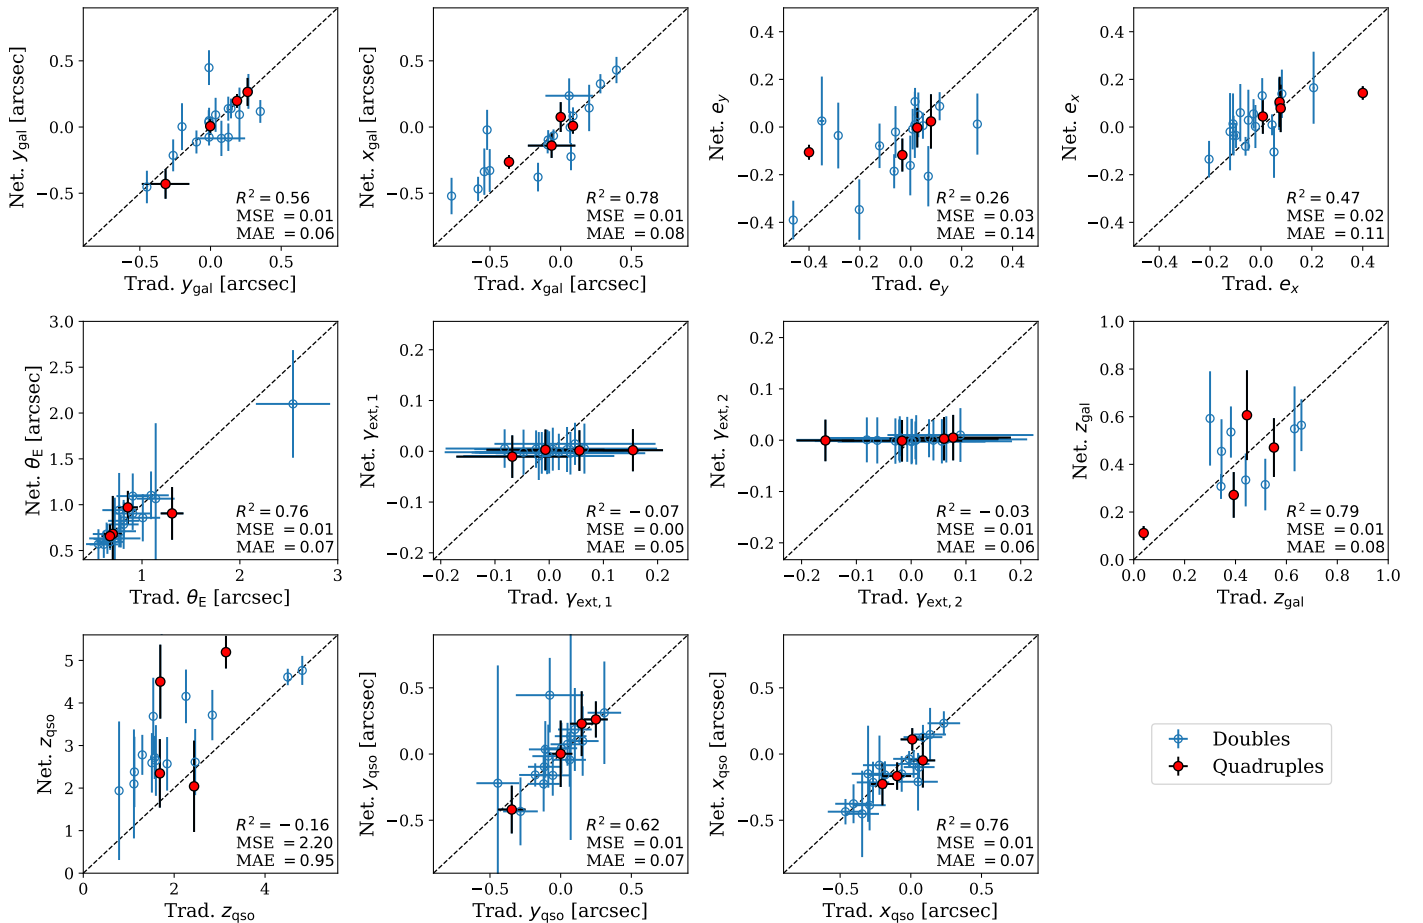 Net. y_gal [arcsec]
0.5
0.0
−0.5
R² = 0.56
MSE = 0.01
MAE = 0.06
−0.5 0.0 0.5
Trad. y_gal [arcsec]
Net. x_gal [arcsec]
0.5
0.0
−0.5
R² = 0.78
MSE = 0.01
MAE = 0.08
−0.5 0.0 0.5
Trad. x_gal [arcsec]
Net. e_y
0.4
0.2
0.0
−0.2
−0.4
R² = 0.26
MSE = 0.03
MAE = 0.14
−0.4 −0.2 0.0 0.2 0.4
Trad. e_y
Net. e_x
0.4
0.2
0.0
−0.2
−0.4
R² = 0.47
MSE = 0.02
MAE = 0.11
−0.4 −0.2 0.0 0.2 0.4
Trad. e_x
Net. θ_E [arcsec]
3.0
2.5
2.0
1.5
1.0
0.5
R² = 0.76
MSE = 0.01
MAE = 0.07
1 2 3
Trad. θ_E [arcsec]
Net. γ_ext, 1
0.2
0.1
0.0
−0.1
−0.2
R² = −0.07
MSE = 0.00
MAE = 0.05
−0.2 −0.1 0.0 0.1 0.2
Trad. γ_ext, 1
Net. γ_ext, 2
0.2
0.1
0.0
−0.1
−0.2
R² = −0.03
MSE = 0.01
MAE = 0.06
−0.2 −0.1 0.0 0.1 0.2
Trad. γ_ext, 2
Net. z_gal
1.0
0.8
0.6
0.4
0.2
0.0
R² = 0.79
MSE = 0.01
MAE = 0.08
0.0 0.2 0.4 0.6 0.8 1.0
Trad. z_gal
Net. z_qso
5
4
3
2
1
0
R² = −0.16
MSE = 2.20
MAE = 0.95
0 2 4
Trad. z_qso
Net. y_qso [arcsec]
0.5
0.0
−0.5
R² = 0.62
MSE = 0.01
MAE = 0.07
−0.5 0.0 0.5
Trad. y_qso [arcsec]
Net. x_qso [arcsec]
0.5
0.0
−0.5
R² = 0.76
MSE = 0.01
MAE = 0.07
−0.5 0.0 0.5
Trad. x_qso [arcsec]
Doubles
Quadruples